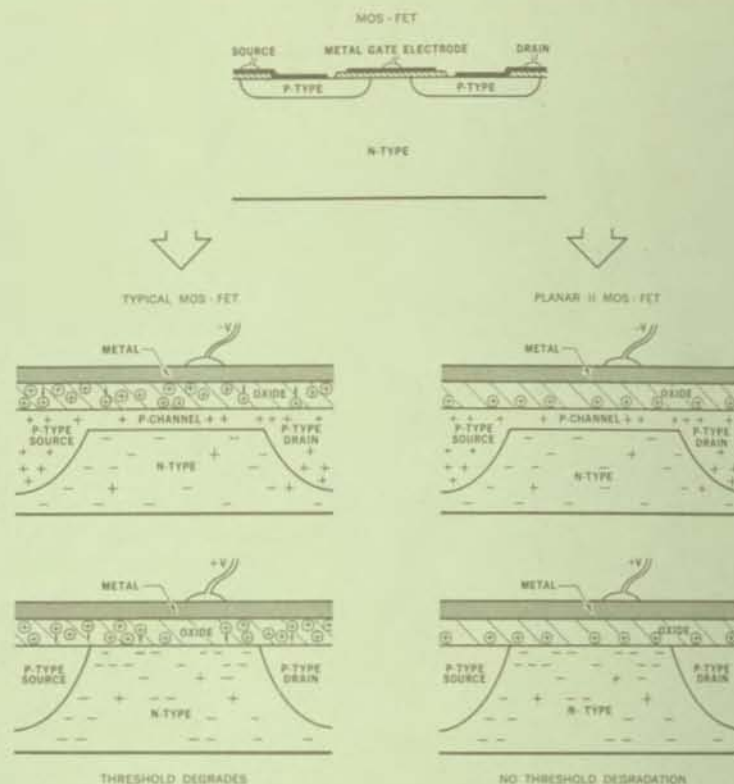 MOS-FET
SOURCE METAL GATE ELECTRODE DRAIN
P-TYPE P-TYPE
N-TYPE
TYPICAL MOS-FET
-V
METAL
OXIDE
P-CHANNEL
P-TYPE SOURCE
P-TYPE DRAIN
N-TYPE
+V
METAL
OXIDE
P-TYPE SOURCE
P-TYPE DRAIN
N-TYPE
THRESHOLD DEGRADES
PLANAR II MOS-FET
-V
METAL
OXIDE
P-CHANNEL
P-TYPE SOURCE
P-TYPE DRAIN
N-TYPE
+V
METAL
OXIDE
P-TYPE SOURCE
P-TYPE DRAIN
N-TYPE
NO THRESHOLD DEGRADATION